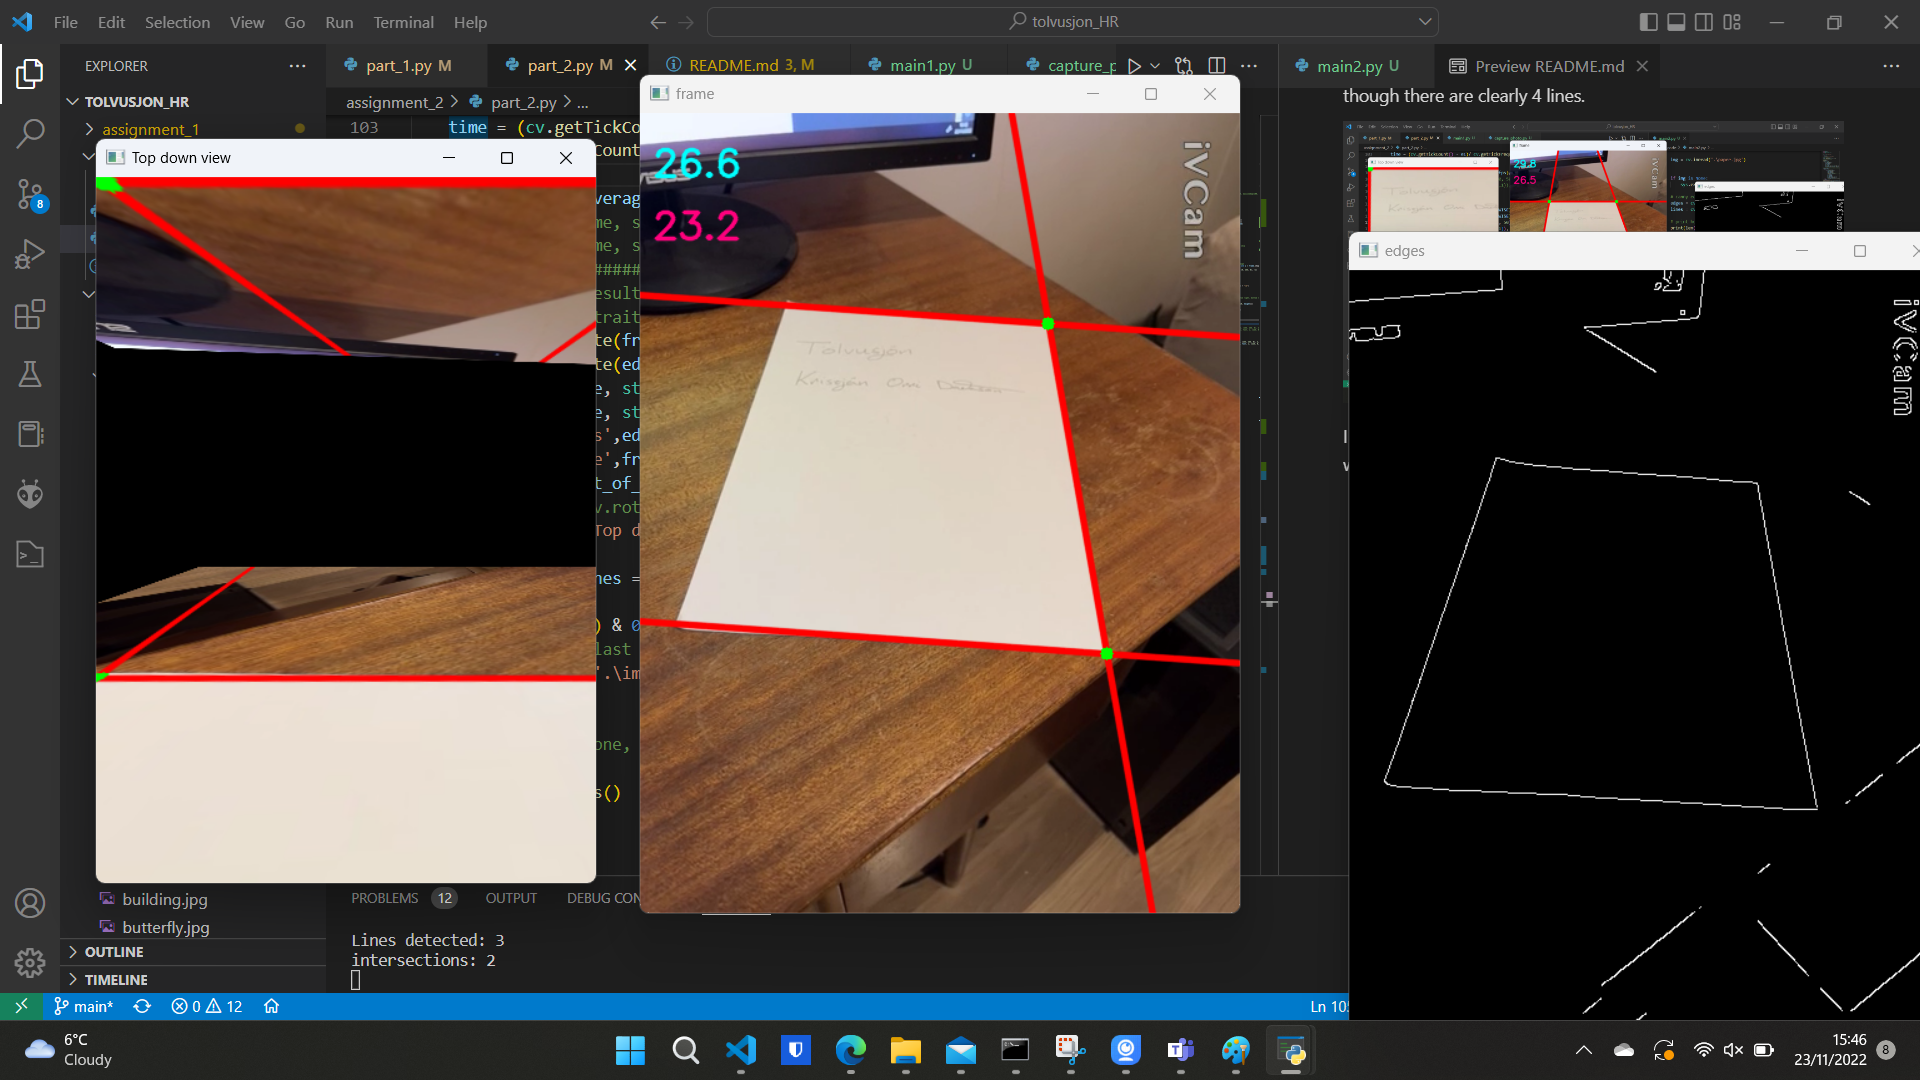 File Edit Selection View Go Run Terminal Help
tolvusjon_HR
EXPLORER
part_1.py M
part_2.py M
README.md 3, M
main1.py U
capture_p
main2.py U
Preview README.md
TOLVUSJON_HR
assignment_2 > part_2.py > ...
though there are clearly 4 lines.
assignment_1
103 time = (cv.getTickCo
Count
verag
me, s
me, s
#####
esult
trait
te(fr
te(ed
e, st
e, st
s',ed
e',fr
t_of_
v.rot
Top d
nes =
) & 0
last
'.\im
one,
s()
Top down view
frame
26.6
23.2
iVCam
Tolvusjón
edges
iVCam
building.jpg
butterfly.jpg
OUTLINE
TIMELINE
PROBLEMS 12 OUTPUT DEBUG CON
Lines detected: 3
intersections: 2
8
main* 0 12
Ln 105
6°C
Cloudy
15:46
23/11/2022
8